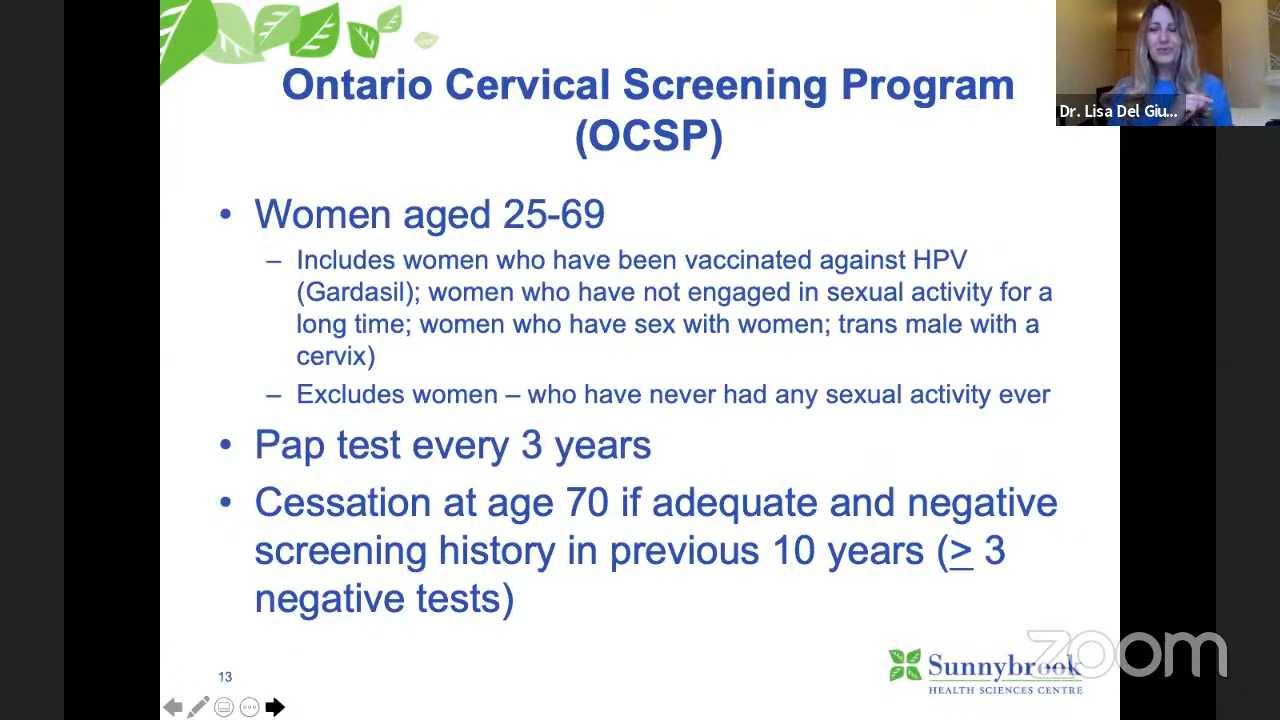 Ontario Cervical Screening Program
(OCSP)
Dr. Lisa Del Giu...
• Women aged 25-69
– Includes women who have been vaccinated against HPV
(Gardasil); women who have not engaged in sexual activity for a
long time; women who have sex with women; trans male with a
cervix)
– Excludes women – who have never had any sexual activity ever
• Pap test every 3 years
• Cessation at age 70 if adequate and negative
screening history in previous 10 years (≥ 3
negative tests)
zoom
Sunnybrook
HEALTH SCIENCES CENTRE
13